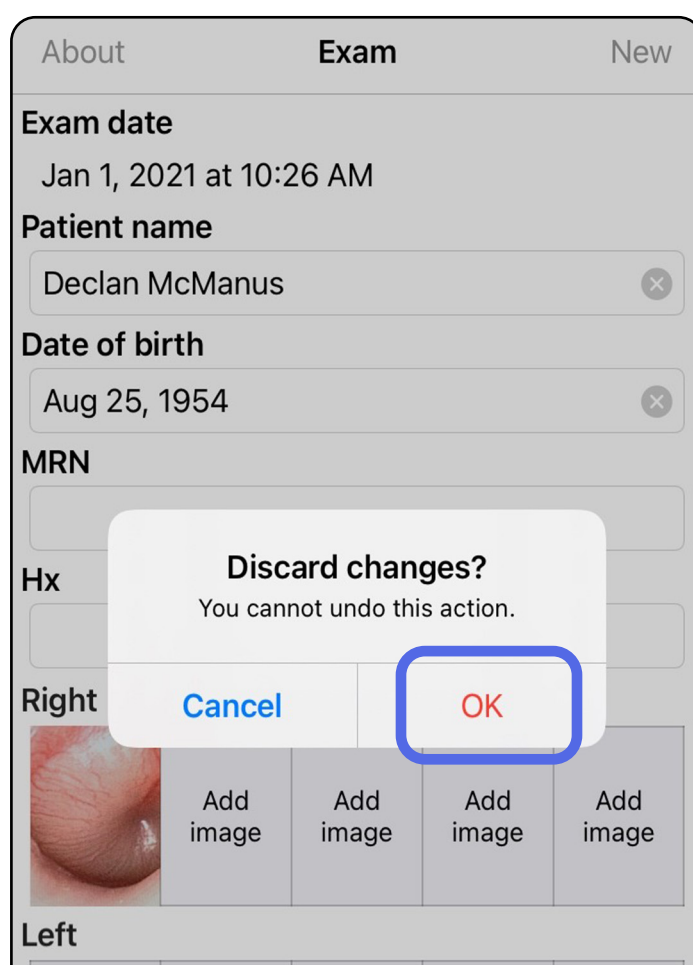 About Exam New
Exam date
Jan 1, 2021 at 10:26 AM
Patient name
Declan McManus
Date of birth
Aug 25, 1954
MRN
Discard changes?
You cannot undo this action.
Hx
Cancel OK
Right
Add image
Add image
Add image
Add image
Left